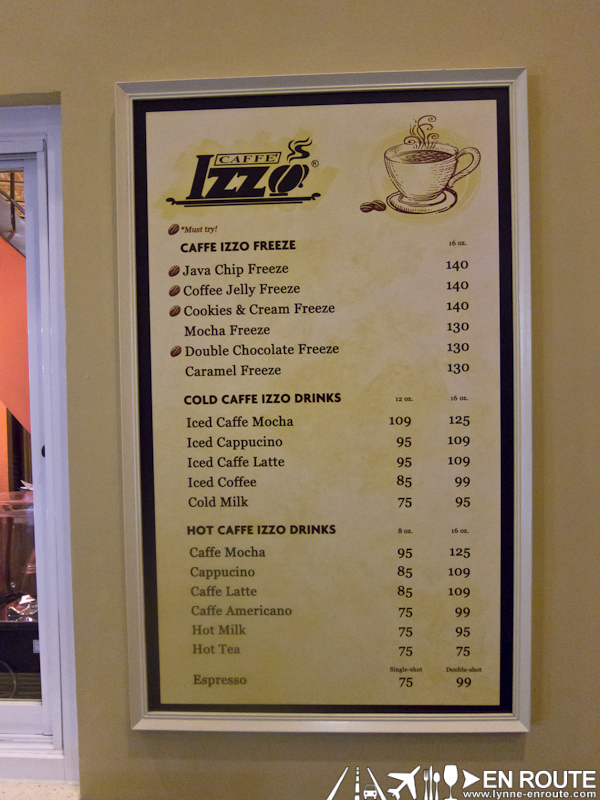 CAFFE
IZZO®
*Must try!
CAFFE IZZO FREEZE 16 oz.
Java Chip Freeze 140
Coffee Jelly Freeze 140
Cookies & Cream Freeze 140
Mocha Freeze 130
Double Chocolate Freeze 130
Caramel Freeze 130
COLD CAFFE IZZO DRINKS 12 oz. 16 oz.
Iced Caffe Mocha 109 125
Iced Cappucino 95 109
Iced Caffe Latte 95 109
Iced Coffee 85 99
Cold Milk 75 95
HOT CAFFE IZZO DRINKS 8 oz. 16 oz.
Caffe Mocha 95 125
Cappucino 85 109
Caffe Latte 85 109
Caffe Americano 75 99
Hot Milk 75 95
Hot Tea 75 75
Single-shot Double-shot
Espresso 75 99
EN ROUTE
www.lynne-enroute.com